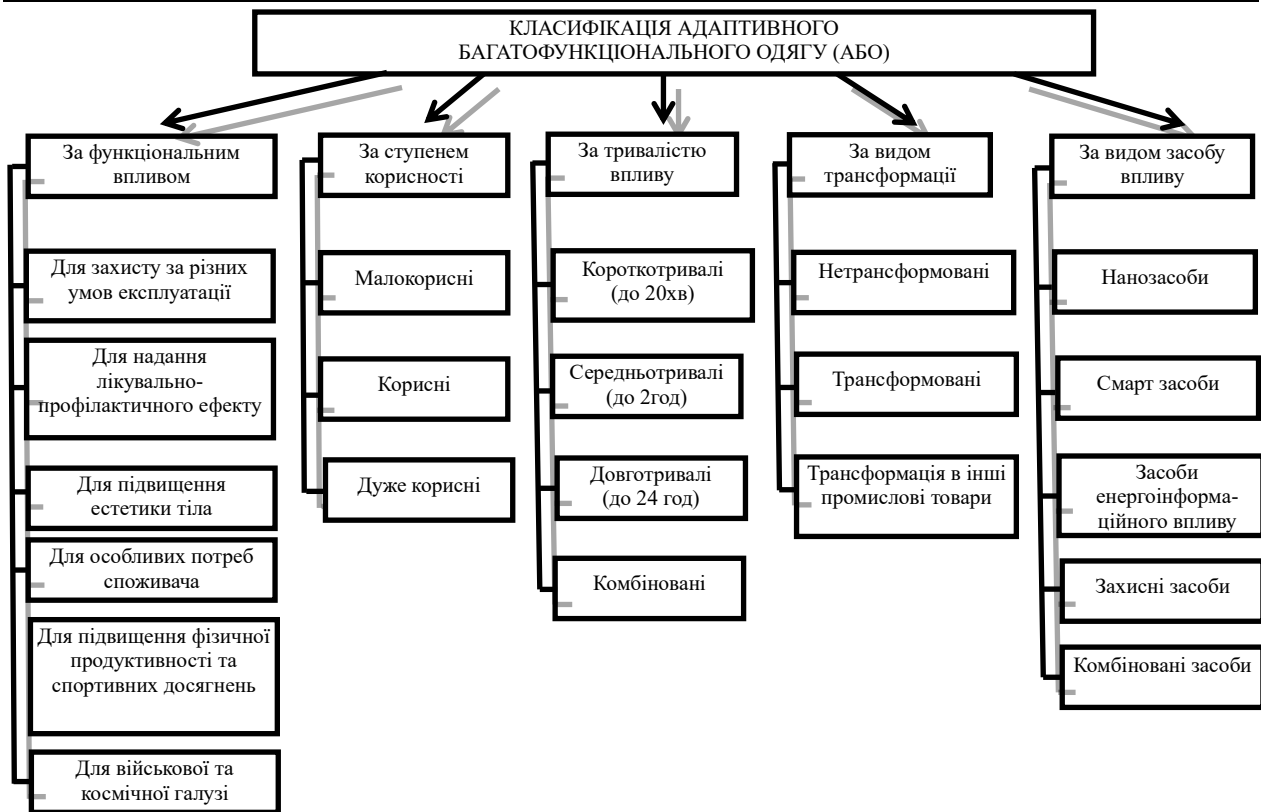 КЛАСИФІКАЦІЯ АДАПТИВНОГО
БАГАТОФУНКЦІОНАЛЬНОГО ОДЯГУ (АБО)
За функціональним
впливом
Для захисту за різних
умов експлуатації
Для надання
лікувально-
профілактичного ефекту
Для підвищення
естетики тіла
Для особливих потреб
споживача
Для підвищення фізичної
продуктивності та
спортивних досягнень
Для військової та
космічної галузі
За ступенем
корисності
Малокорисні
Корисні
Дуже корисні
За тривалістю
впливу
Короткотривалі
(до 20хв)
Середньотривалі
(до 2год)
Довготривалі
(до 24 год)
Комбіновані
За видом
трансформації
Нетрансформовані
Трансформовані
Трансформація в інші
промислові товари
За видом засобу
впливу
Нанозасоби
Смарт засоби
Засоби
енергоінформа-
ційного впливу
Захисні засоби
Комбіновані засоби